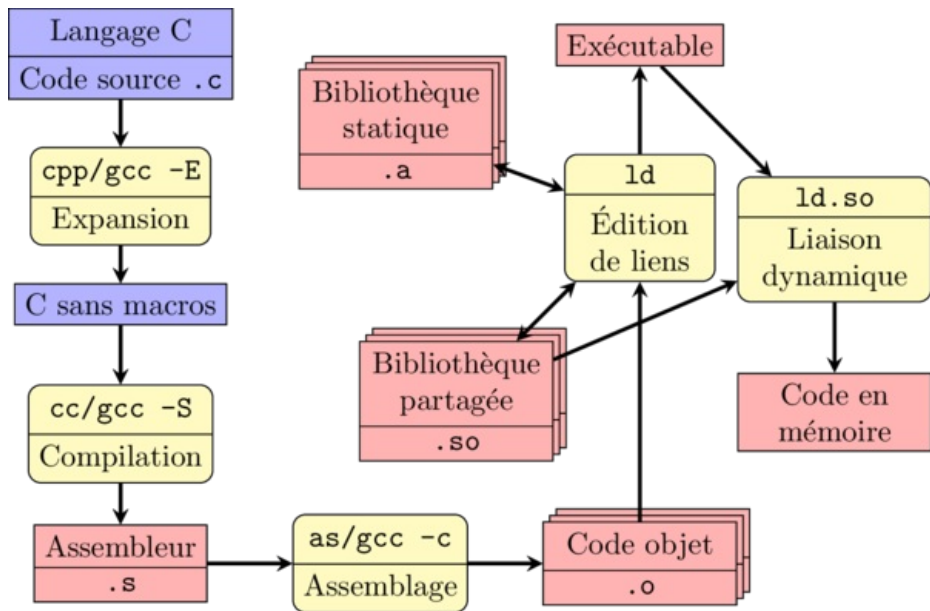 Langage C
Code source .c
cpp/gcc -E
Expansion
C sans macros
cc/gcc -S
Compilation
Assembleur
.s
as/gcc -c
Assemblage
Code objet
.o
Bibliothèque
statique
.a
Bibliothèque
partagée
.so
ld
Édition
de liens
Exécutable
ld.so
Liaison
dynamique
Code en
mémoire